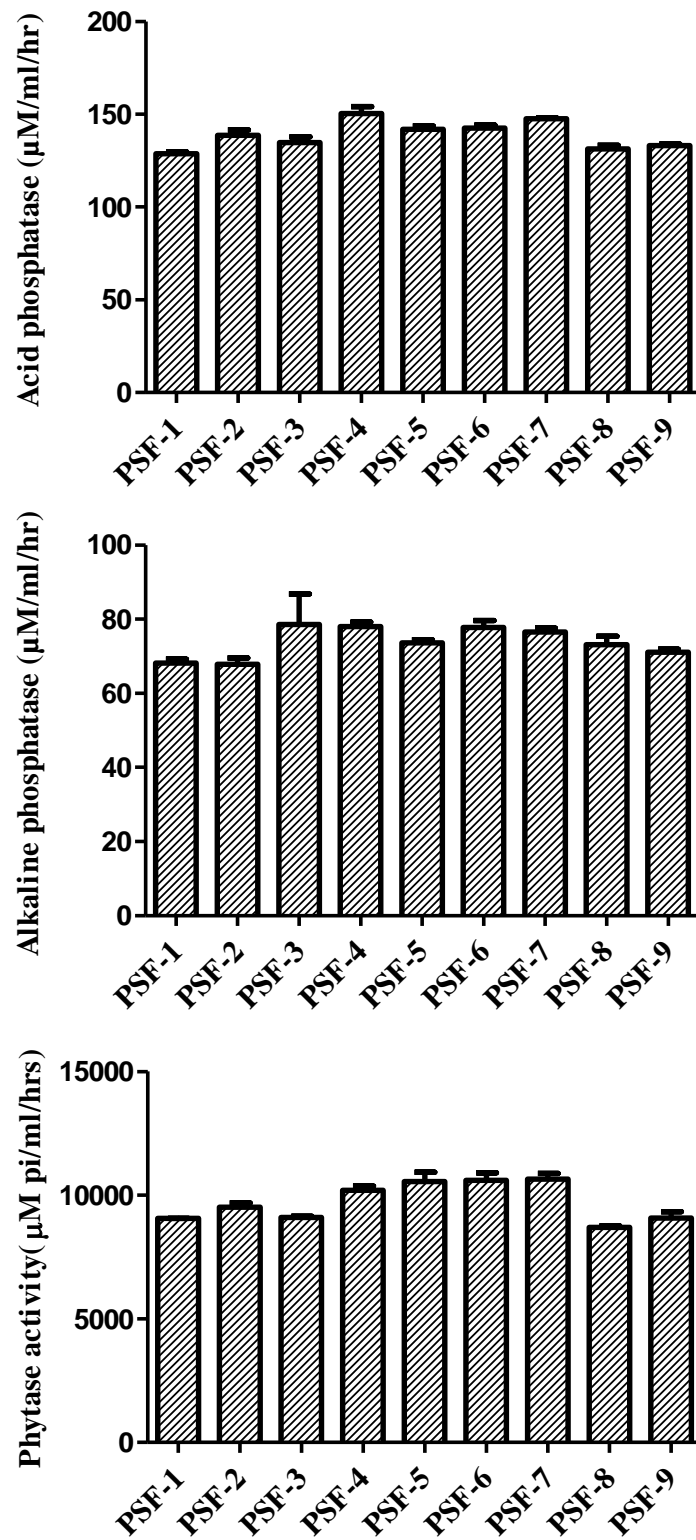 Acid phosphatase (μM/ml/hr)
200
150
100
50
0
PSF-1
PSF-2
PSF-3
PSF-4
PSF-5
PSF-6
PSF-7
PSF-8
PSF-9
Alkaline phosphatase (μM/ml/hr)
100
80
60
40
20
0
PSF-1
PSF-2
PSF-3
PSF-4
PSF-5
PSF-6
PSF-7
PSF-8
PSF-9
Phytase activity( μM pi/ml/hrs)
15000
10000
5000
0
PSF-1
PSF-2
PSF-3
PSF-4
PSF-5
PSF-6
PSF-7
PSF-8
PSF-9